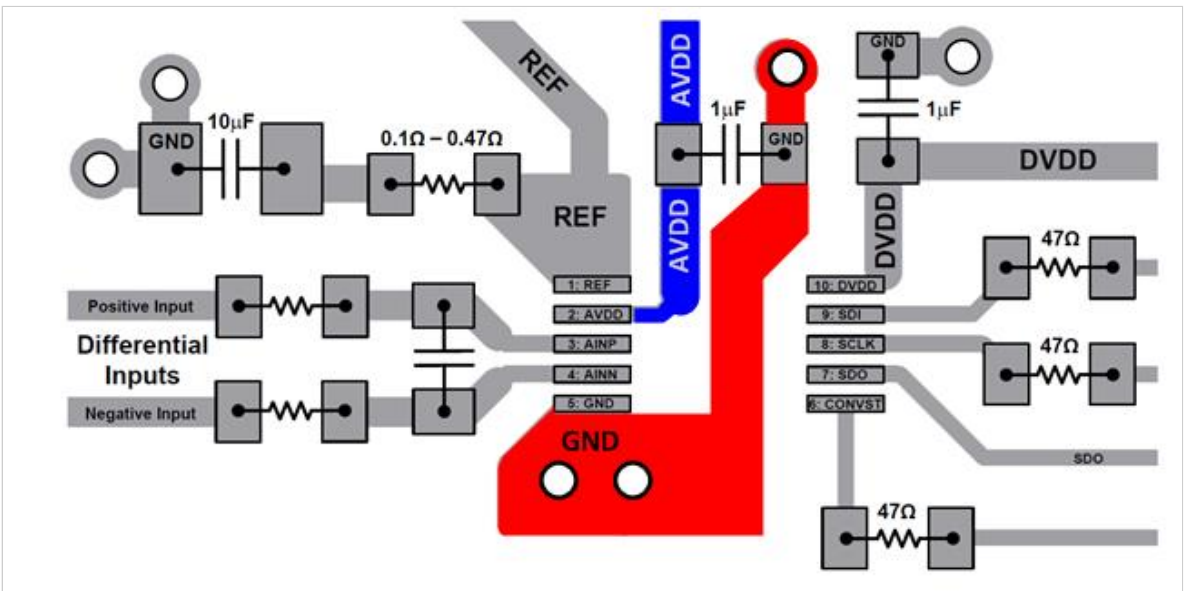 REF
AVDD
GND
1µF
1µF
10µF
GND
0.1Ω – 0.47Ω
GND
DVDD
REF
AVDD
DVDD
47Ω
1: REF
10: DVDD
Positive Input
2: AVDD
9: SDI
Differential
Inputs
3: AINP
8: SCLK
47Ω
4: AINN
7: SDO
Negative Input
5: GND
6: CONVST
GND
SDO
47Ω